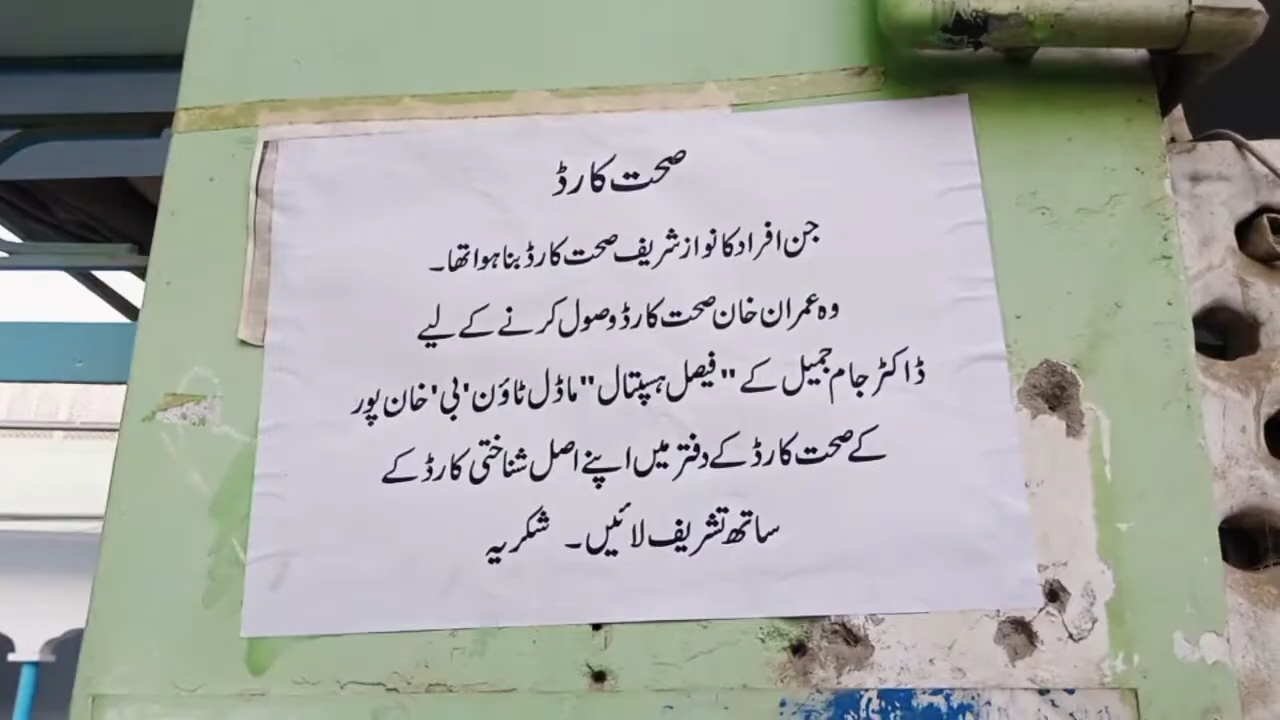 صحت کارڈ
جن افراد کا نواز شریف صحت کارڈ بنا ہوا تھا۔
وہ عمران خان صحت کارڈ وصول کرنے کے لیے
ڈاکٹر جام جمیل کے "فیصل ہسپتال" ماڈل ٹاؤن 'بی' خان پور
کے صحت کارڈ کے دفتر میں اپنے اصل شناختی کارڈ کے
ساتھ تشریف لائیں۔ شکریہ